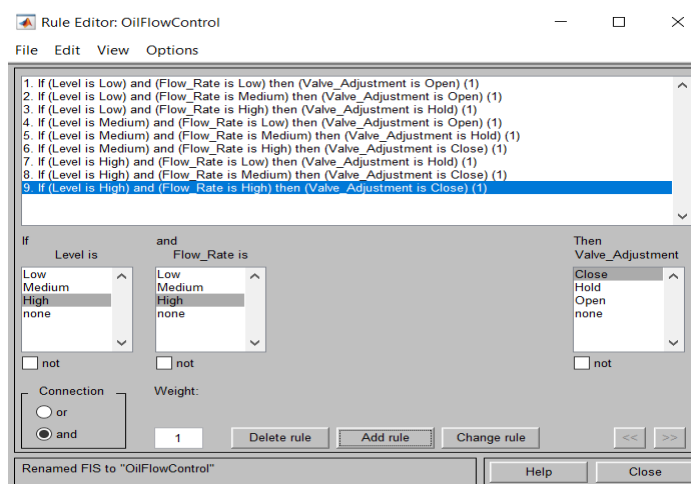 Rule Editor: OilFlowControl
File Edit View Options
1. If (Level is Low) and (Flow_Rate is Low) then (Valve_Adjustment is Open) (1)
2. If (Level is Low) and (Flow_Rate is Medium) then (Valve_Adjustment is Open) (1)
3. If (Level is Low) and (Flow_Rate is High) then (Valve_Adjustment is Hold) (1)
4. If (Level is Medium) and (Flow_Rate is Low) then (Valve_Adjustment is Open) (1)
5. If (Level is Medium) and (Flow_Rate is Medium) then (Valve_Adjustment is Hold) (1)
6. If (Level is Medium) and (Flow_Rate is High) then (Valve_Adjustment is Close) (1)
7. If (Level is High) and (Flow_Rate is Low) then (Valve_Adjustment is Hold) (1)
8. If (Level is High) and (Flow_Rate is Medium) then (Valve_Adjustment is Close) (1)
9. If (Level is High) and (Flow_Rate is High) then (Valve_Adjustment is Close) (1)
If
Level is
Low
Medium
High
none
not
and
Flow_Rate is
Low
Medium
High
none
not
Then
Valve_Adjustment
Close
Hold
Open
none
not
Connection
or
and
Weight:
1
Delete rule Add rule Change rule << >>
Renamed FIS to "OilFlowControl"
Help Close